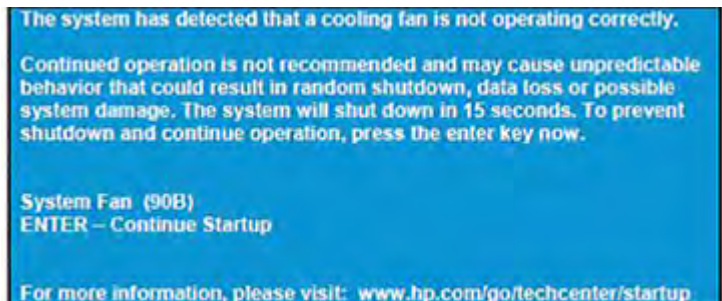 The system has detected that a cooling fan is not operating correctly.
Continued operation is not recommended and may cause unpredictable
behavior that could result in random shutdown, data loss or possible
system damage. The system will shut down in 15 seconds. To prevent
shutdown and continue operation, press the enter key now.
System Fan (90B)
ENTER – Continue Startup
For more information, please visit: www.hp.com/go/techcenter/startup